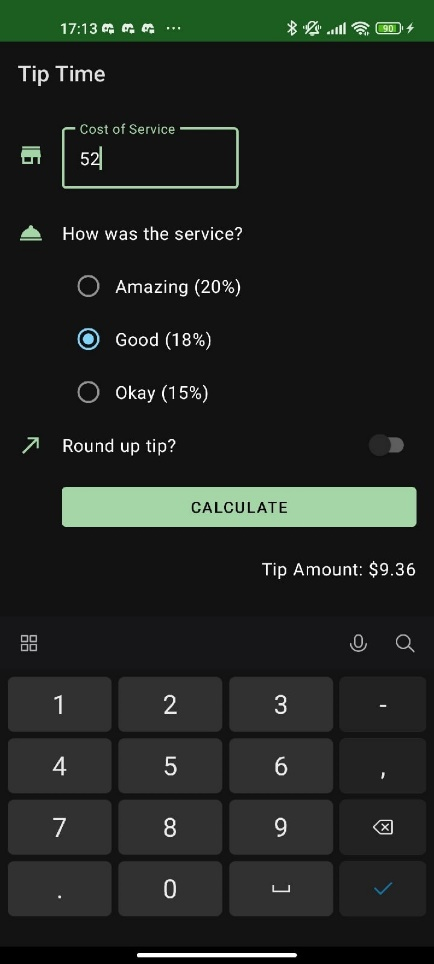 17:13
90
Tip Time
Cost of Service
52
How was the service?
Amazing (20%)
Good (18%)
Okay (15%)
Round up tip?
CALCULATE
Tip Amount: $9.36
1 2 3 -
4 5 6 ,
7 8 9
. 0